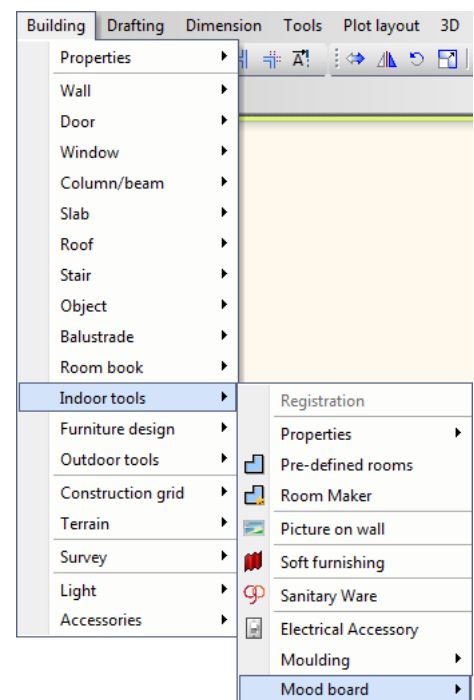 Building Drafting Dimension Tools Plot layout 3D
Properties
Wall
Door
Window
Column/beam
Slab
Roof
Stair
Object
Balustrade
Room book
Indoor tools
Furniture design
Outdoor tools
Construction grid
Terrain
Survey
Light
Accessories
Registration
Properties
Pre-defined rooms
Room Maker
Picture on wall
Soft furnishing
Sanitary Ware
Electrical Accessory
Moulding
Mood board